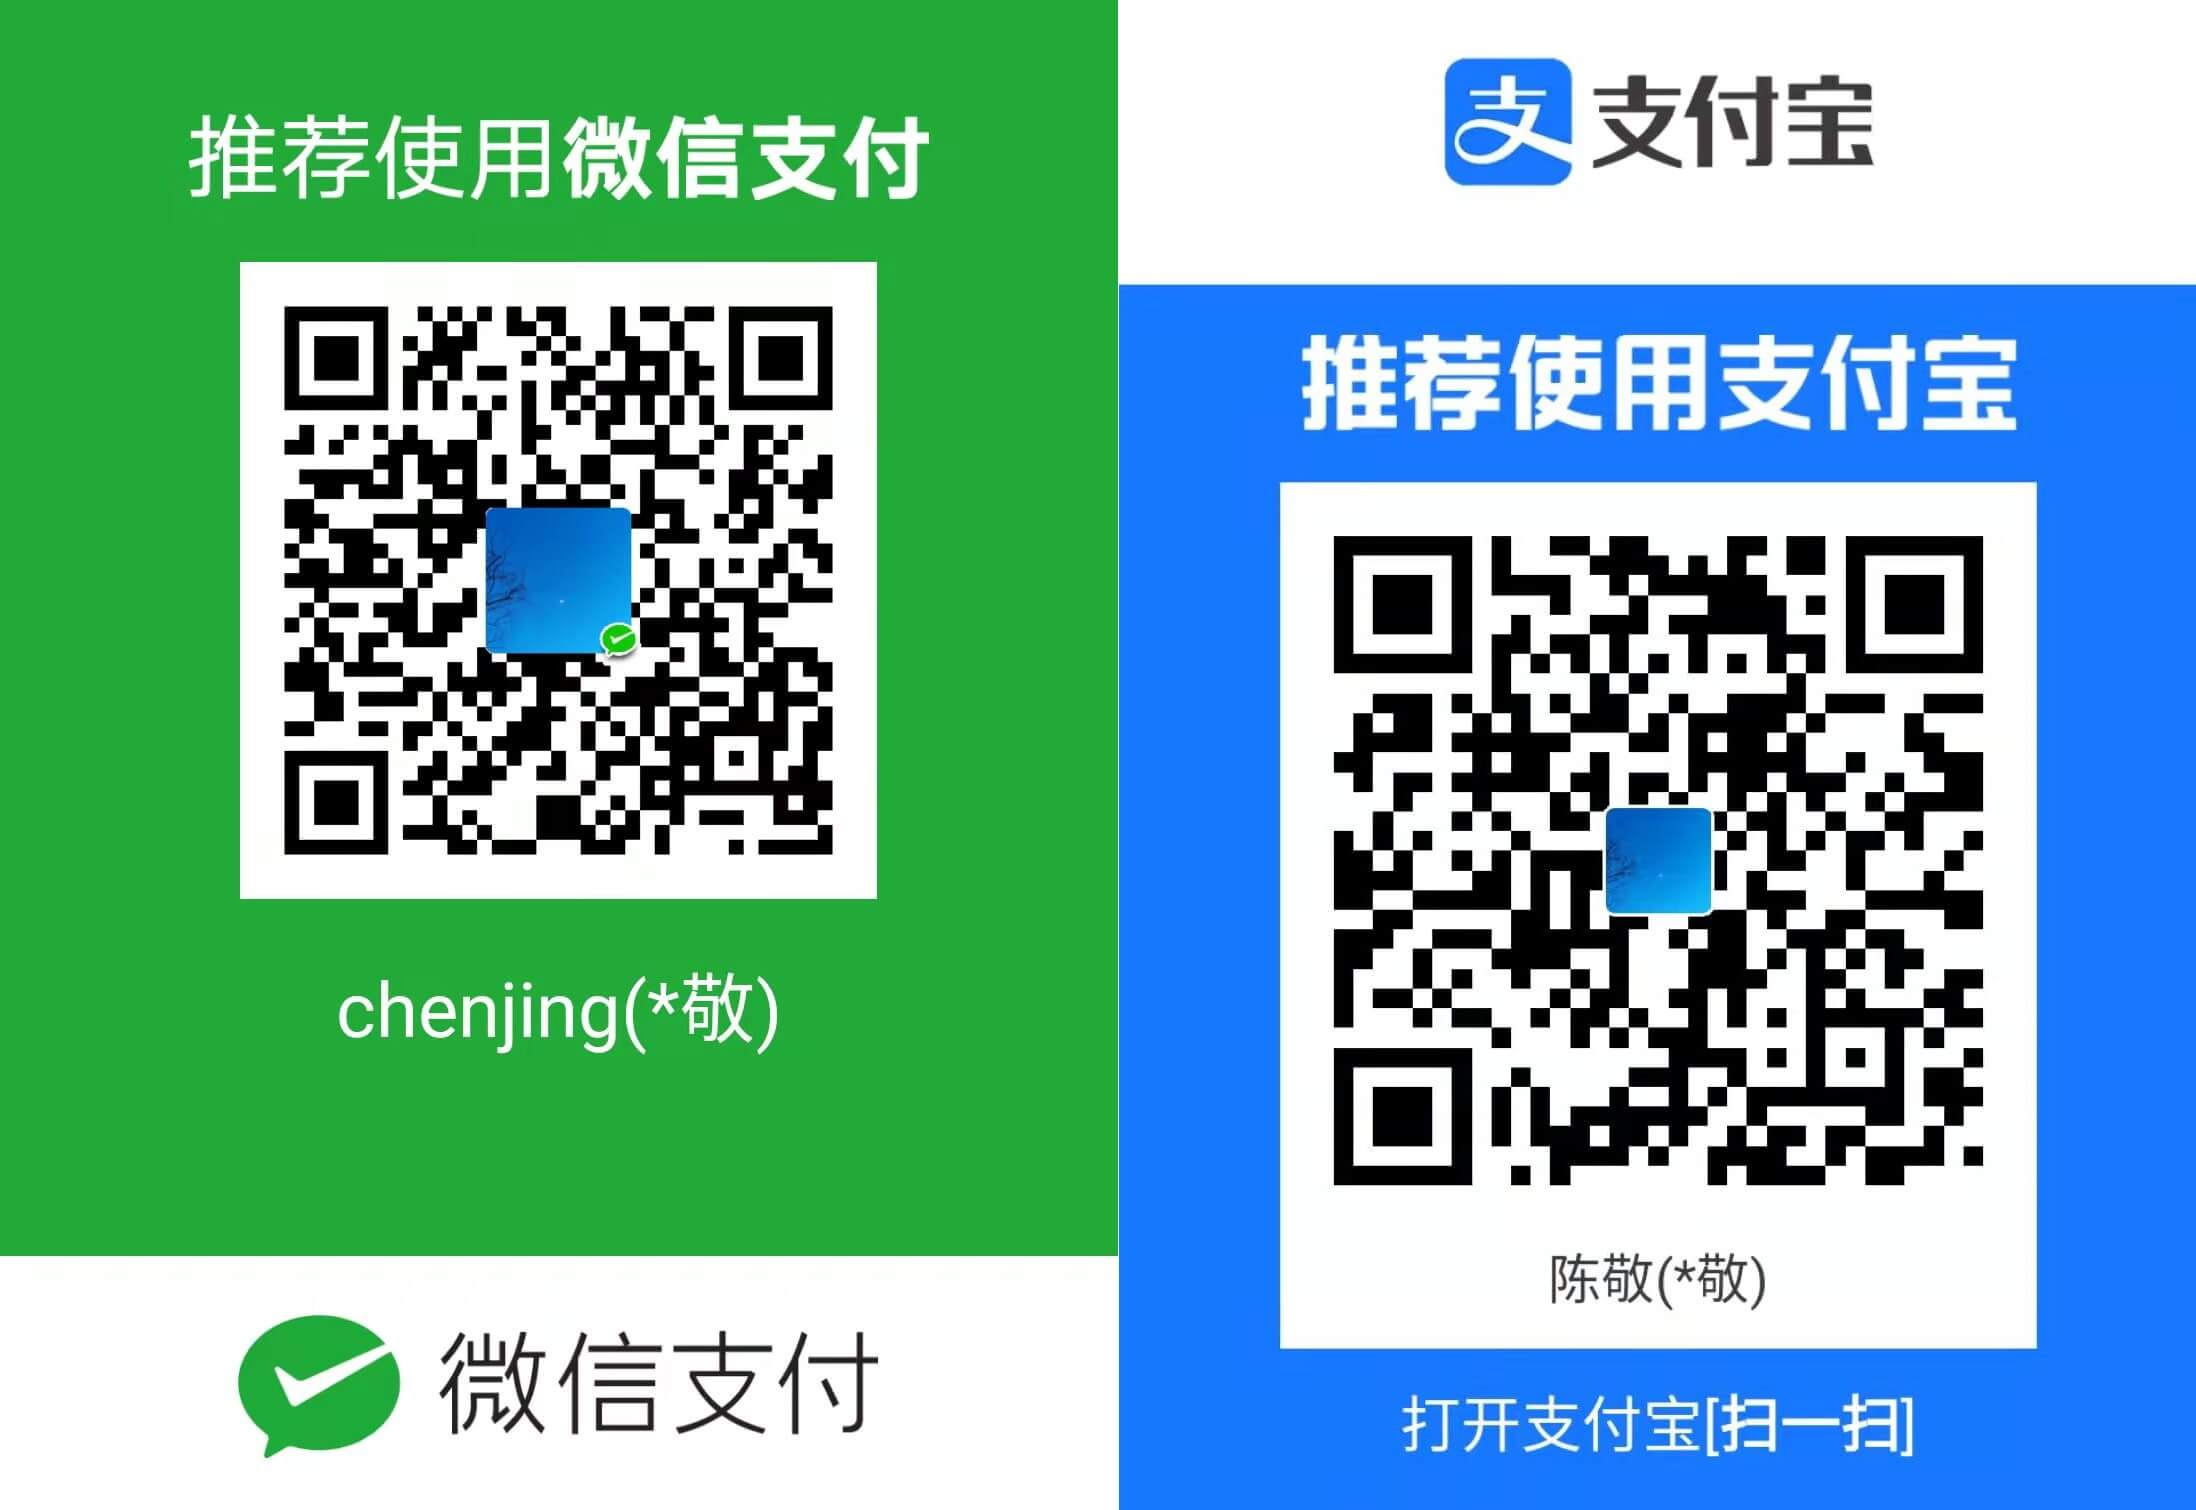 推荐使用微信支付
chenjing(*敬)
微信支付
支付宝
推荐使用支付宝
陈敬(*敬)
打开支付宝[扫一扫]